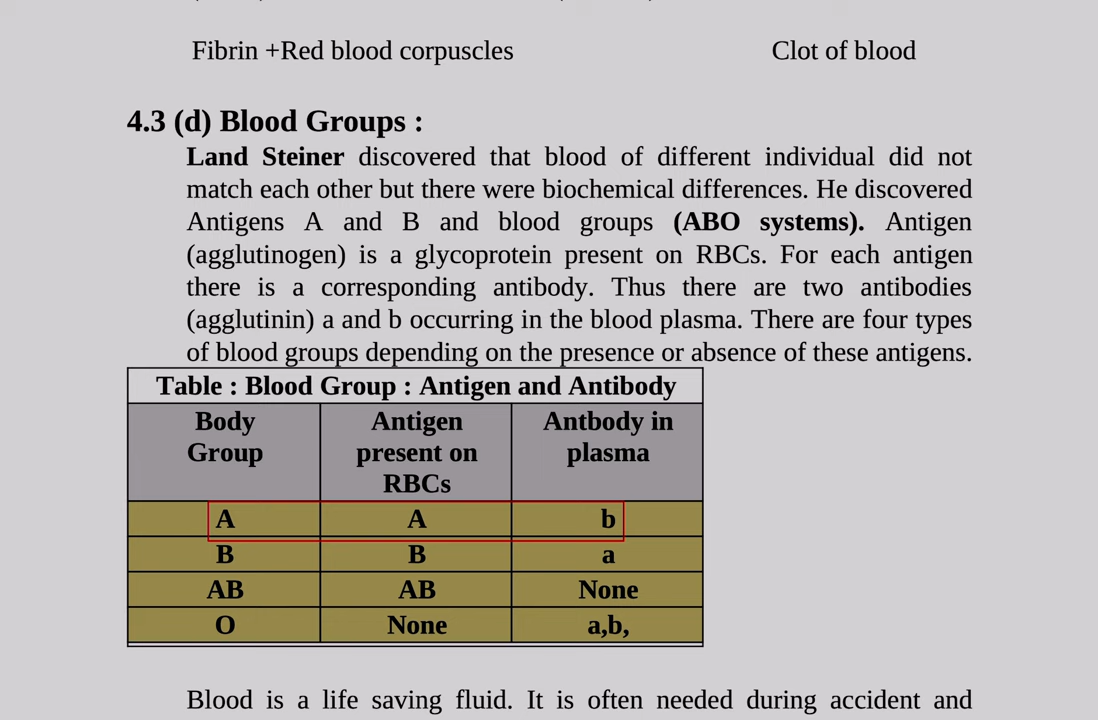 Fibrin +Red blood corpuscles Clot of blood
4.3 (d) Blood Groups :
Land Steiner discovered that blood of different individual did not
match each other but there were biochemical differences. He discovered
Antigens A and B and blood groups (ABO systems). Antigen
(agglutinogen) is a glycoprotein present on RBCs. For each antigen
there is a corresponding antibody. Thus there are two antibodies
(agglutinin) a and b occurring in the blood plasma. There are four types
of blood groups depending on the presence or absence of these antigens.
Table : Blood Group : Antigen and Antibody
Body Group Antigen present on RBCs Antbody in plasma
A A b
B B a
AB AB None
O None a,b,
Blood is a life saving fluid. It is often needed during accident and